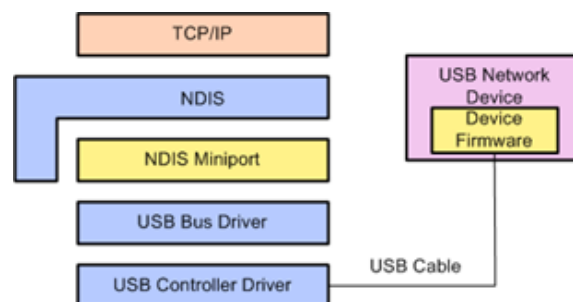 TCP/IP
NDIS
NDIS Miniport
USB Bus Driver
USB Controller Driver
USB Cable
USB Network
Device
Device
Firmware